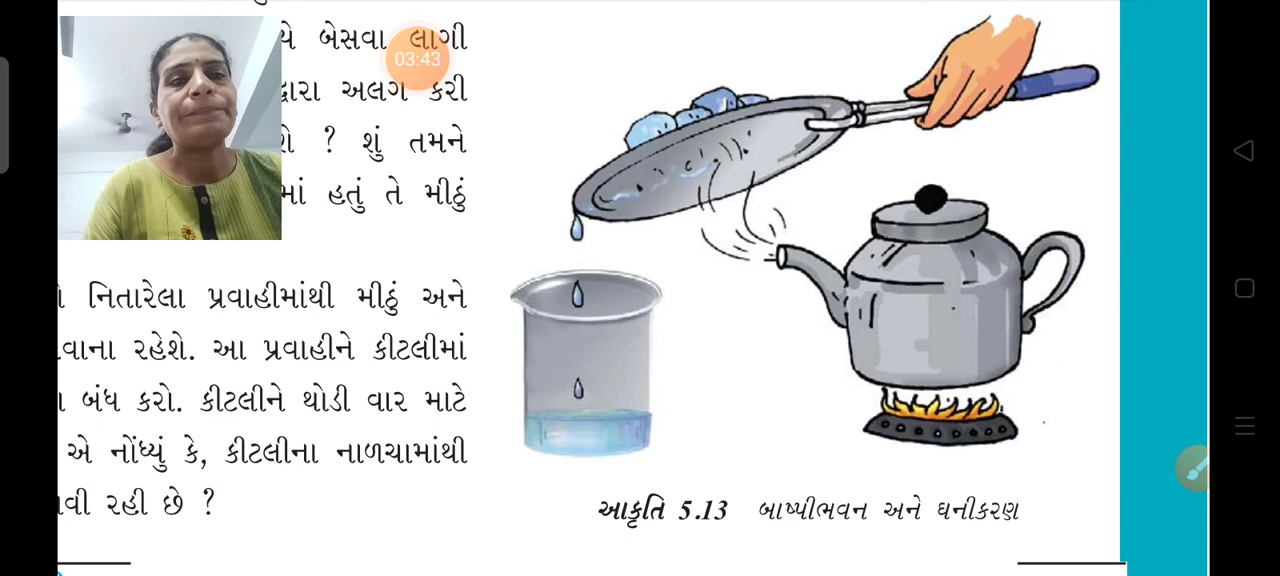 યે બેસવા લાગી
03:43
દ્વારા અલગ કરી
? શું તમને
માં હતું તે મીઠું
નિતારેલા પ્રવાહીમાંથી મીઠું અને
રહેશે. આ પ્રવાહીને કીટલીમાં
બંધ કરો. કીટલીને થોડી વાર માટે
એ નોંધ્યું કે, કીટલીના નાળચામાંથી
રહી છે ?
આકૃતિ 5.13 બાષ્પીભવન અને ઘનીકરણ